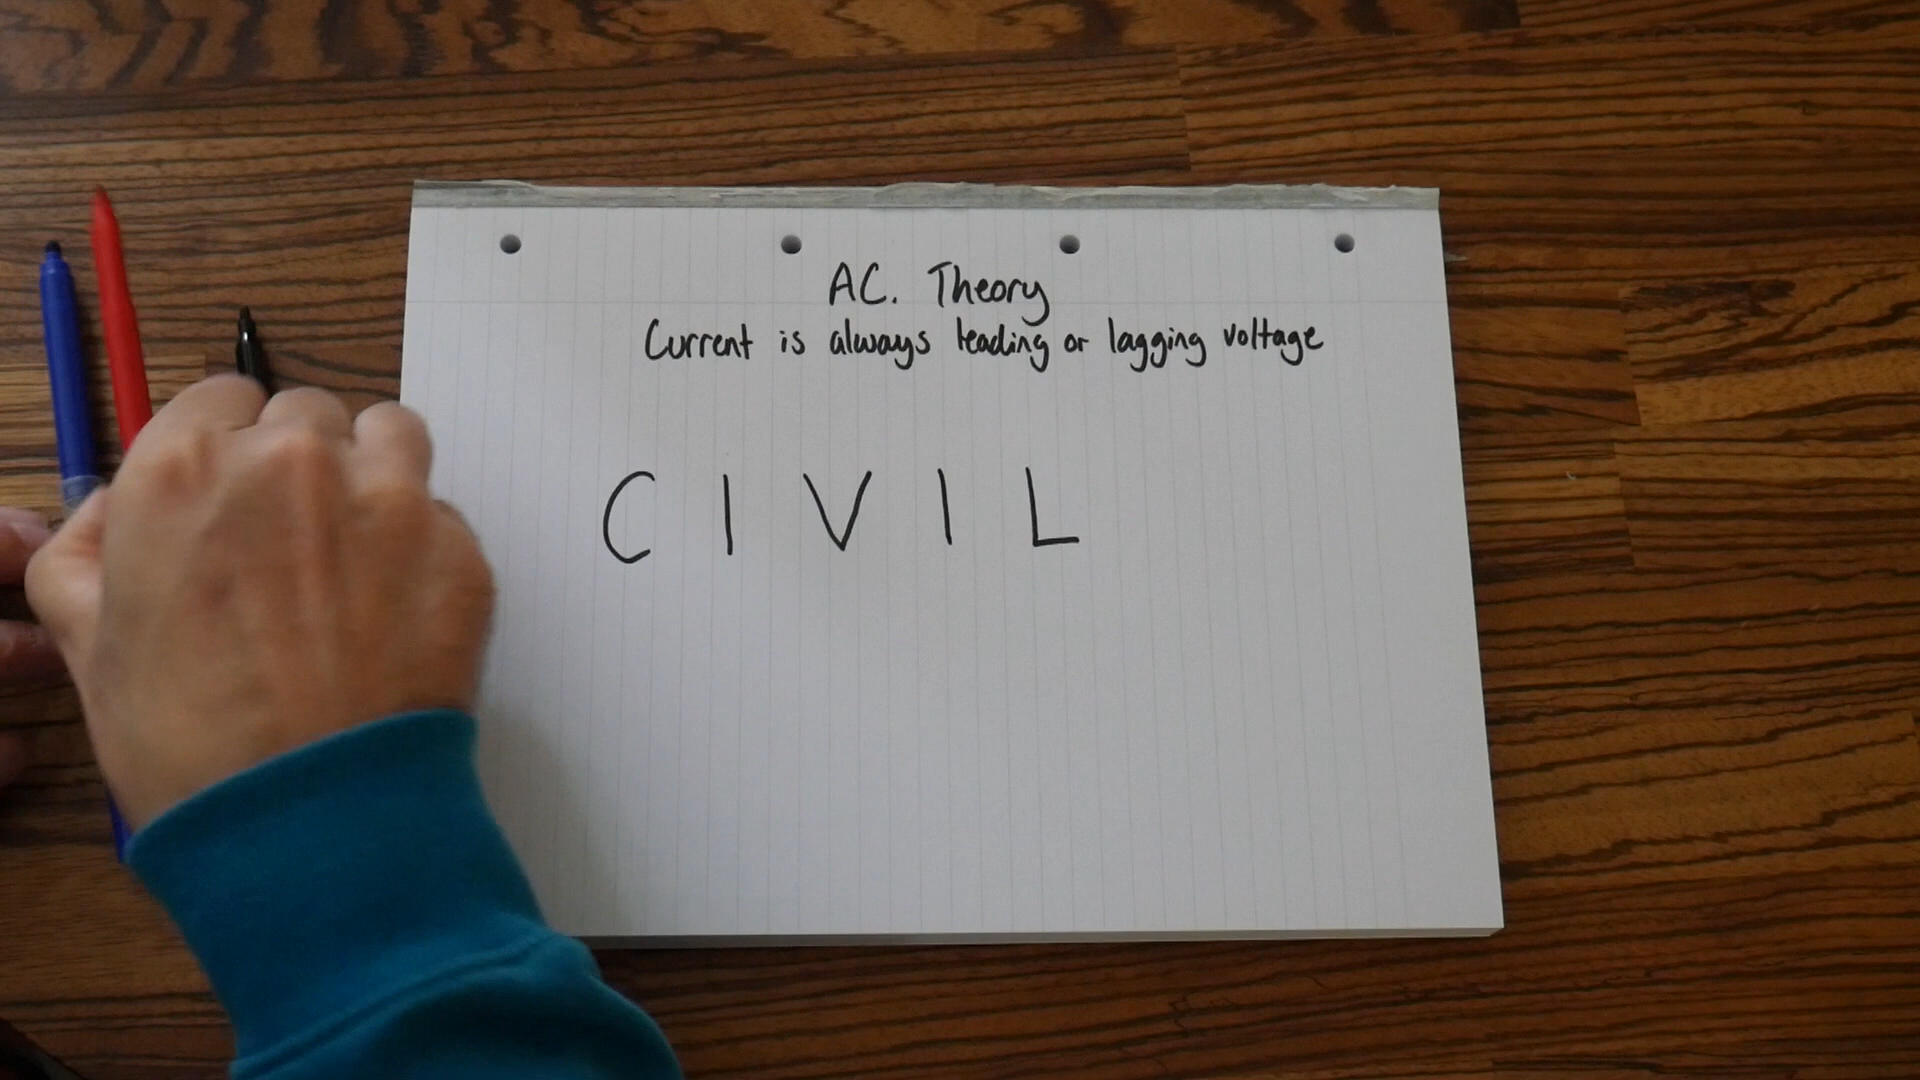 AC. Theory
Current is always leading or lagging voltage
C I V I L